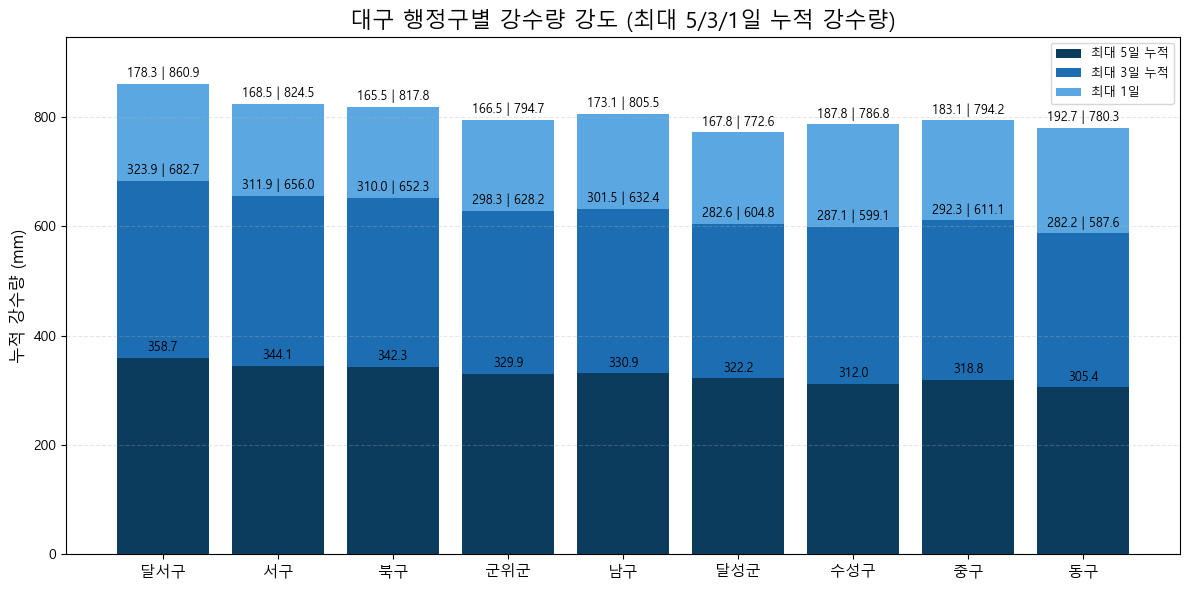 대구 행정구별 강수량 강도 (최대 5/3/1일 누적 강수량)
최대 5일 누적
최대 3일 누적
최대 1일
누적 강수량 (mm)
800
600
400
200
0
178.3 | 860.9
168.5 | 824.5
165.5 | 817.8
166.5 | 794.7
173.1 | 805.5
167.8 | 772.6
187.8 | 786.8
183.1 | 794.2
192.7 | 780.3
323.9 | 682.7
311.9 | 656.0
310.0 | 652.3
298.3 | 628.2
301.5 | 632.4
282.6 | 604.8
287.1 | 599.1
292.3 | 611.1
282.2 | 587.6
358.7
344.1
342.3
329.9
330.9
322.2
312.0
318.8
305.4
달서구
서구
북구
군위군
남구
달성군
수성구
중구
동구